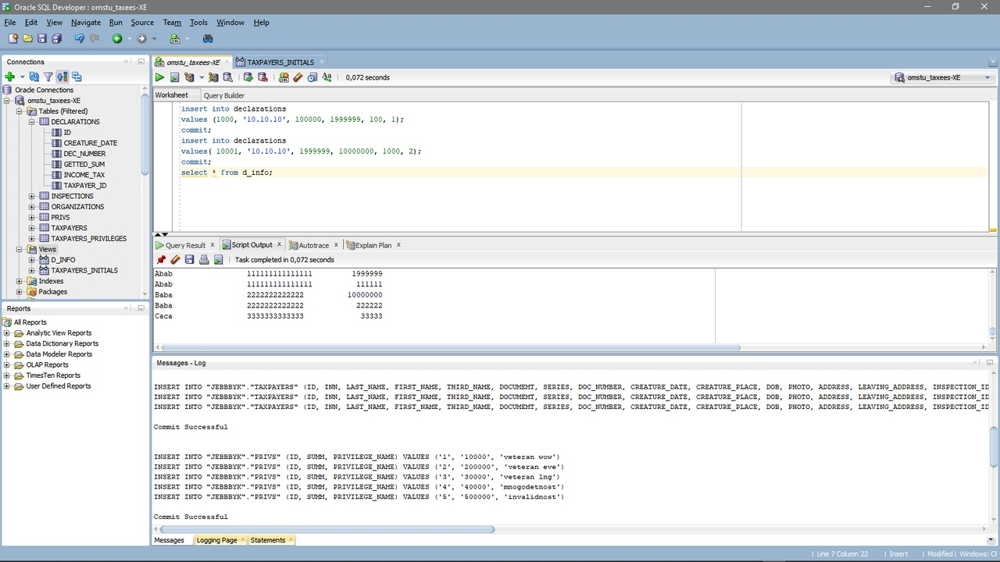 Oracle SQL Developer : omstu_taxees-XE
File Edit View Navigate Run Source Team Tools Window Help
Connections
Oracle Connections
omstu_taxees-XE
Tables (Filtered)
DECLARATIONS
ID
CREATURE_DATE
DEC_NUMBER
GETTED_SUM
INCOME_TAX
TAXPAYER_ID
INSPECTIONS
ORGANIZATIONS
PRIVS
TAXPAYERS
TAXPAYERS_PRIVILEGES
Views
D_INFO
TAXPAYERS_INITIALS
Indexes
Packages
Reports
All Reports
Analytic View Reports
Data Dictionary Reports
Data Modeler Reports
OLAP Reports
TimesTen Reports
User Defined Reports
omstu_taxees-XE TAXPAYERS_INITIALS
0,072 seconds omstu_taxees-XE
Worksheet Query Builder
insert into declarations
values (1000, '10.10.10', 100000, 1999999, 100, 1);
commit;
insert into declarations
values( 10001, '10.10.10', 1999999, 10000000, 1000, 2);
commit;
select * from d_info;
Query Result Script Output Autotrace Explain Plan
Task completed in 0,072 seconds
Abab 111111111111111 1999999
Abab 111111111111111 111111
Baba 2222222222222 10000000
Baba 2222222222222 222222
Caca 3333333333333 33333
Messages - Log
INSERT INTO "JEBBBYK"."TAXPAYERS" (ID, INN, LAST_NAME, FIRST_NAME, THIRD_NAME, DOCUMEMT, SERIES, DOC_NUMBER, CREATURE_DATE, CREATURE_PLACE, DOB, PHOTO, ADDRESS, LEAVING_ADDRESS, INSPECTION_ID
INSERT INTO "JEBBBYK"."TAXPAYERS" (ID, INN, LAST_NAME, FIRST_NAME, THIRD_NAME, DOCUMEMT, SERIES, DOC_NUMBER, CREATURE_DATE, CREATURE_PLACE, DOB, PHOTO, ADDRESS, LEAVING_ADDRESS, INSPECTION_ID
INSERT INTO "JEBBBYK"."TAXPAYERS" (ID, INN, LAST_NAME, FIRST_NAME, THIRD_NAME, DOCUMEMT, SERIES, DOC_NUMBER, CREATURE_DATE, CREATURE_PLACE, DOB, PHOTO, ADDRESS, LEAVING_ADDRESS, INSPECTION_ID
Commit Successful
INSERT INTO "JEBBBYK"."PRIVS" (ID, SUMM, PRIVILEGE_NAME) VALUES ('1', '10000', 'veteran wow')
INSERT INTO "JEBBBYK"."PRIVS" (ID, SUMM, PRIVILEGE_NAME) VALUES ('2', '200000', 'veteran eve')
INSERT INTO "JEBBBYK"."PRIVS" (ID, SUMM, PRIVILEGE_NAME) VALUES ('3', '30000', 'veteran lng')
INSERT INTO "JEBBBYK"."PRIVS" (ID, SUMM, PRIVILEGE_NAME) VALUES ('4', '40000', 'mnogodetnost')
INSERT INTO "JEBBBYK"."PRIVS" (ID, SUMM, PRIVILEGE_NAME) VALUES ('5', '500000', 'invalidnost')
Commit Successful
Messages Logging Page Statements
Line 7 Column 22 Insert Modified Windows: Cl